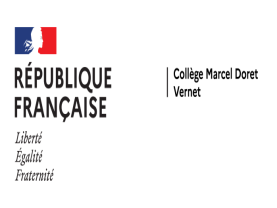 RÉPUBLIQUE
FRANÇAISE
Liberté
Égalité
Fraternité
Collège Marcel Doret
Vernet